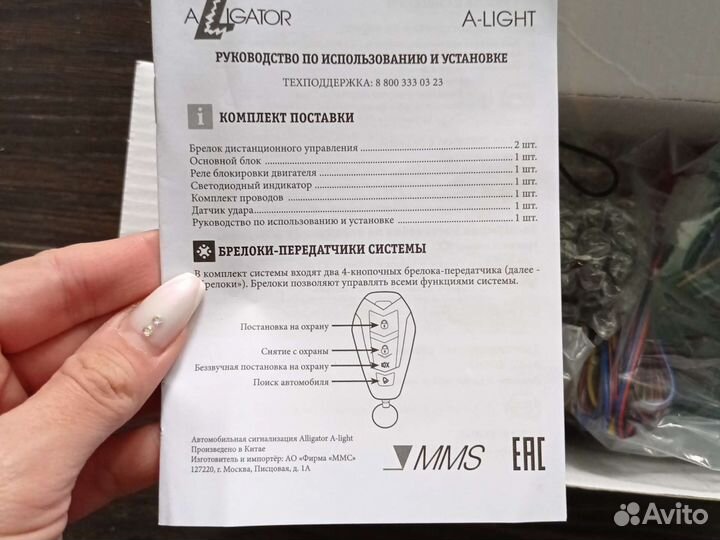 ALLIGATOR A-LIGHT
РУКОВОДСТВО ПО ИСПОЛЬЗОВАНИЮ И УСТАНОВКЕ
ТЕХПОДДЕРЖКА: 8 800 333 03 23
i КОМПЛЕКТ ПОСТАВКИ
Брелок дистанционного управления 2 шт.
Основной блок 1 шт.
Реле блокировки двигателя 1 шт.
Светодиодный индикатор 1 шт.
Комплект проводов 1 шт.
Датчик удара 1 шт.
Руководство по использованию и установке 1 шт.
БРЕЛОКИ-ПЕРЕДАТЧИКИ СИСТЕМЫ
В комплект системы входят два 4-кнопочных брелока-передатчика (далее -
релоки»). Брелоки позволяют управлять всеми функциями системы.
Постановка на охрану
Снятие с охраны
Беззвучная постановка на охрану
Поиск автомобиля
Автомобильная сигнализация Alligator A-light
Произведено в Китае
Изготовитель и импортёр: АО «Фирма «ММС»
127220, г. Москва, Писцовая, д. 1А
MMS
EAC
Avito